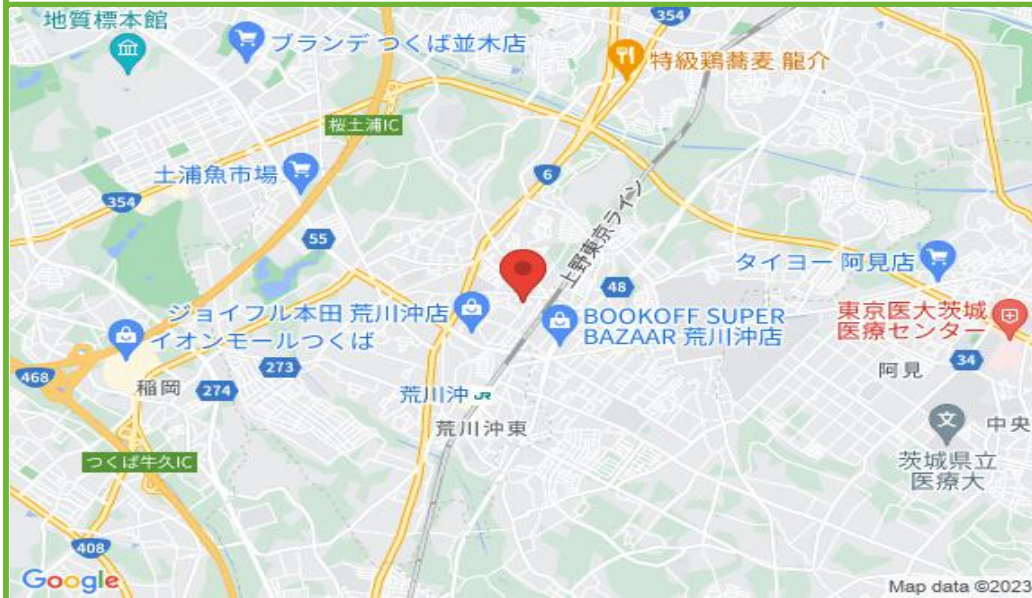 地質標本館
354
ブランデ つくば並木店
特級鶏蕎麦 龍介
桜土浦IC
土浦魚市場
6
354
上野東京ライン
55
タイヨー 阿見店
48
ジョイフル本田 荒川沖店
BOOKOFF SUPER
BAZAAR 荒川沖店
東京医大茨城
医療センター
イオンモールつくば
273
34
468
稲岡
274
阿見
荒川沖 JR
荒川沖東
中央
つくば牛久IC
茨城県立
医療大
文
408
Google
Map data ©2023